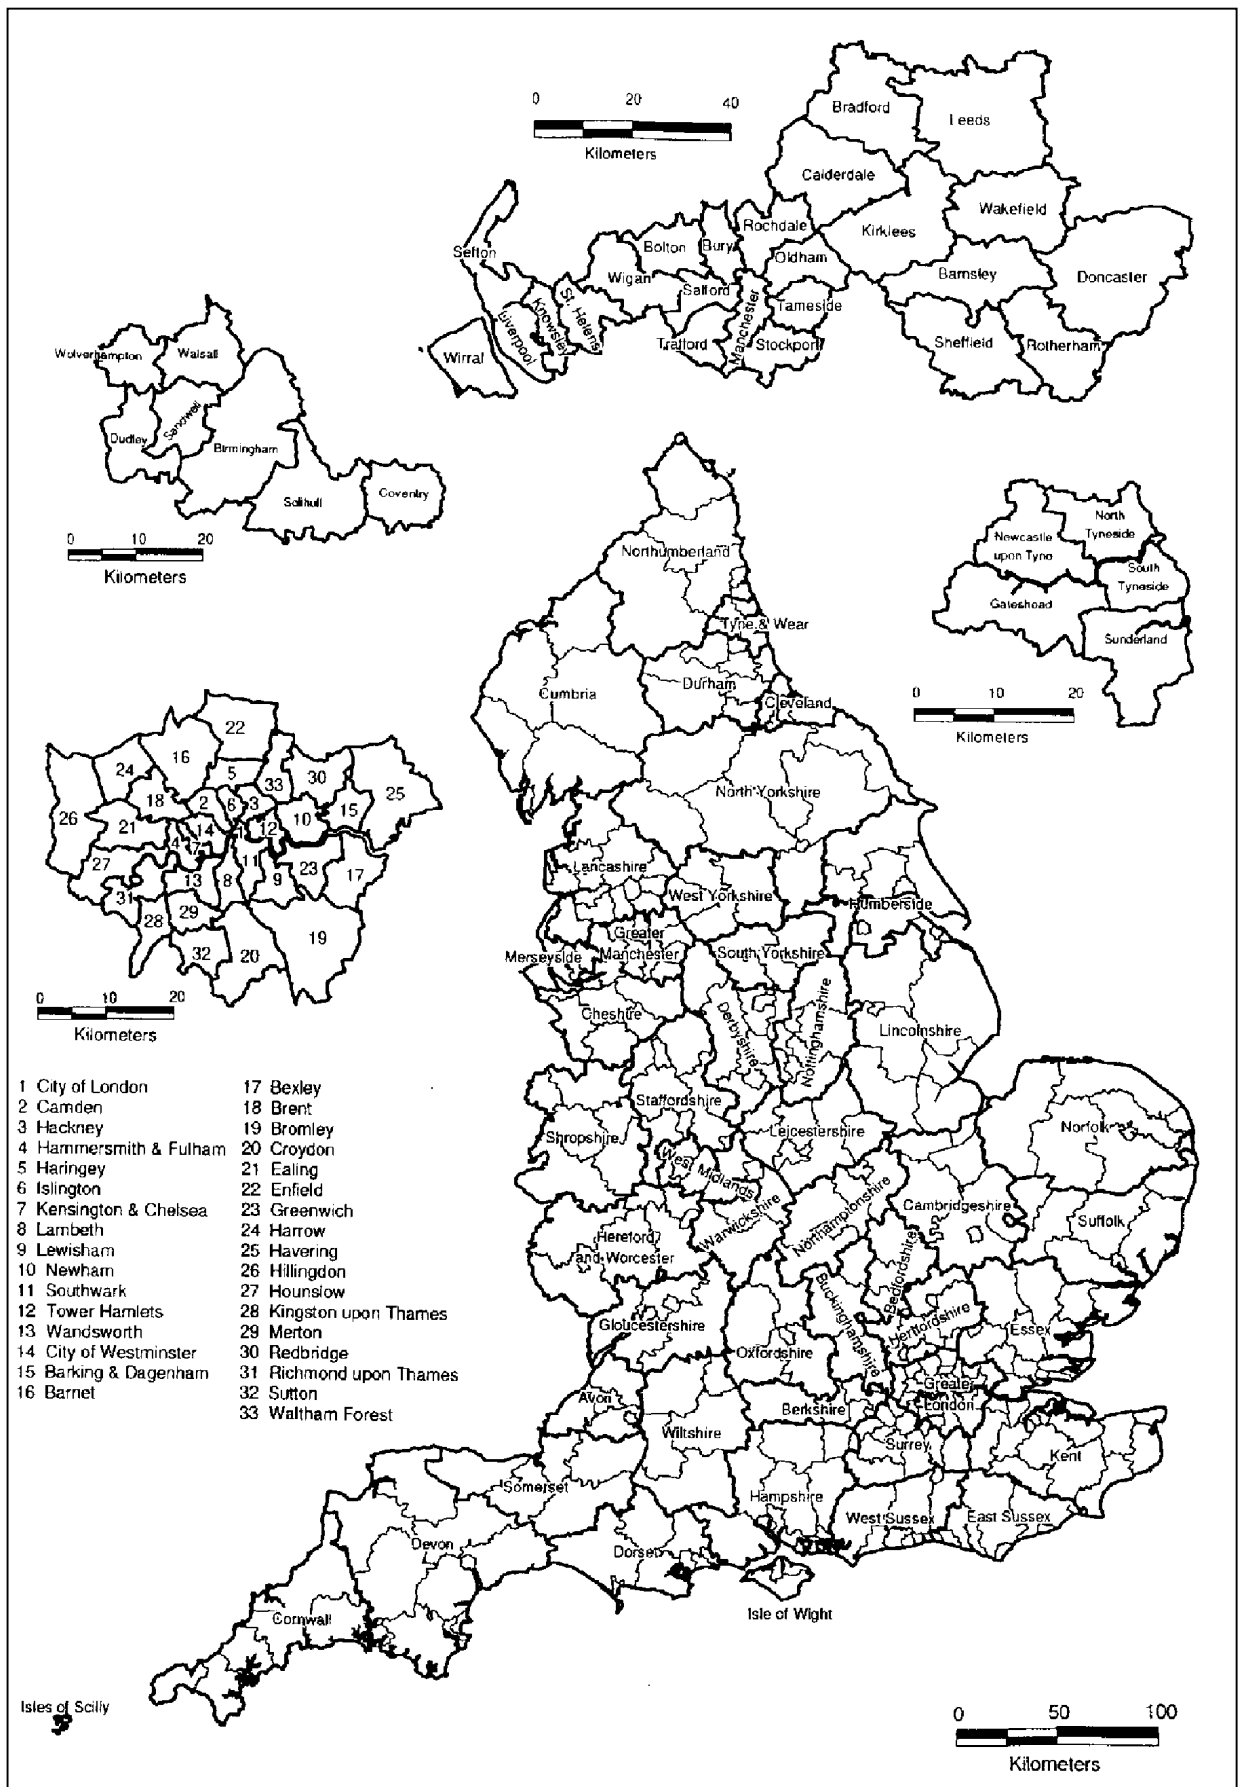 0 20 40
Kilometers
Bradford
Leeds
Calderdale
Wakefield
Kirklees
Rochdale
Bolton
Bury
Sefton
Oldham
Wigan
Barnsley
Doncaster
Salford
St. Helens
Knowsley
Liverpool
Manchester
Tameside
Wirral
Trafford
Stockport
Sheffield
Rotherham
Wolverhampton
Walsall
Sandwell
Dudley
Birmingham
Solihull
Coventry
0 10 20
Kilometers
North
Tyneside
Newcastle
upon Tyne
South
Tyneside
Gateshead
Sunderland
0 10 20
Kilometers
22
16
24
5
33
30
25
18
2
6
3
15
26
21
14
1
12
10
4
7
27
11
23
17
13
8
9
31
28
29
19
32
20
0 10 20
Kilometers
1 City of London
2 Camden
3 Hackney
4 Hammersmith & Fulham
5 Haringey
6 Islington
7 Kensington & Chelsea
8 Lambeth
9 Lewisham
10 Newham
11 Southwark
12 Tower Hamlets
13 Wandsworth
14 City of Westminster
15 Barking & Dagenham
16 Barnet
17 Bexley
18 Brent
19 Bromley
20 Croydon
21 Ealing
22 Enfield
23 Greenwich
24 Harrow
25 Havering
26 Hillingdon
27 Hounslow
28 Kingston upon Thames
29 Merton
30 Redbridge
31 Richmond upon Thames
32 Sutton
33 Waltham Forest
Northumberland
Tyne & Wear
Durham
Cumbria
Cleveland
North Yorkshire
Lancashire
West Yorkshire
Humberside
Greater
Manchester
Merseyside
South Yorkshire
Cheshire
Derbyshire
Nottinghamshire
Lincolnshire
Staffordshire
Shropshire
Leicestershire
Norfolk
West Midlands
Warwickshire
Northamptonshire
Cambridgeshire
Suffolk
Hereford
and Worcester
Bedfordshire
Buckinghamshire
Hertfordshire
Essex
Gloucestershire
Oxfordshire
Greater
London
Avon
Berkshire
Wiltshire
Surrey
Kent
Somerset
Hampshire
West Sussex
East Sussex
Devon
Dorset
Isle of Wight
Cornwall
Isles of Scilly
0 50 100
Kilometers